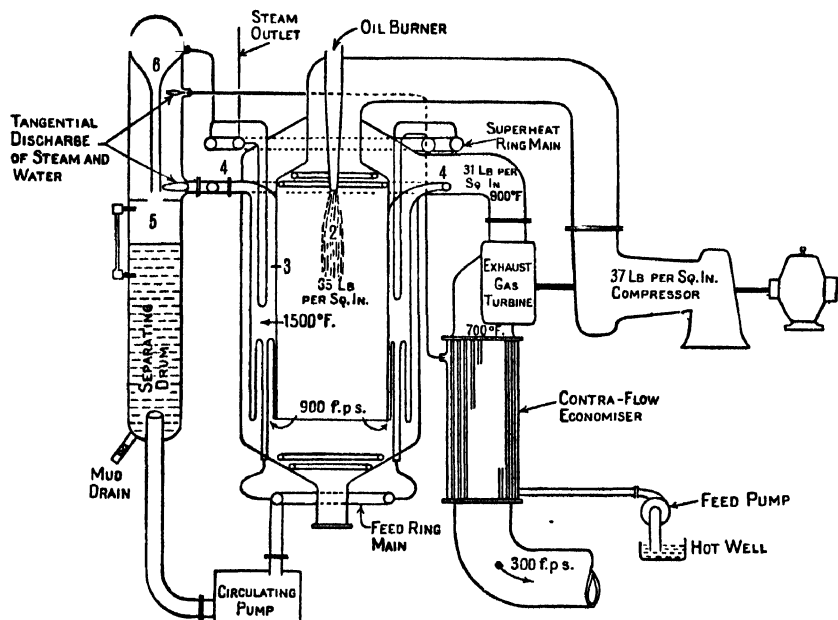 STEAM
OUTLET
OIL BURNER
6
TANGENTIAL
DISCHARGE
OF STEAM AND
WATER
SUPERHEAT
RING MAIN
4
4
31 LB PER
SQ. IN
900°F
5
2
3
35 LB
PER SQ.IN.
EXHAUST
GAS
TURBINE
37 LB PER SQ.IN.
COMPRESSOR
1500°F.
700°F.
SEPARATING
DRUM
CONTRA-FLOW
ECONOMISER
900 f.p.s.
MUD
DRAIN
FEED PUMP
FEED RING
MAIN
HOT WELL
300 f.p.s.
CIRCULATING
PUMP